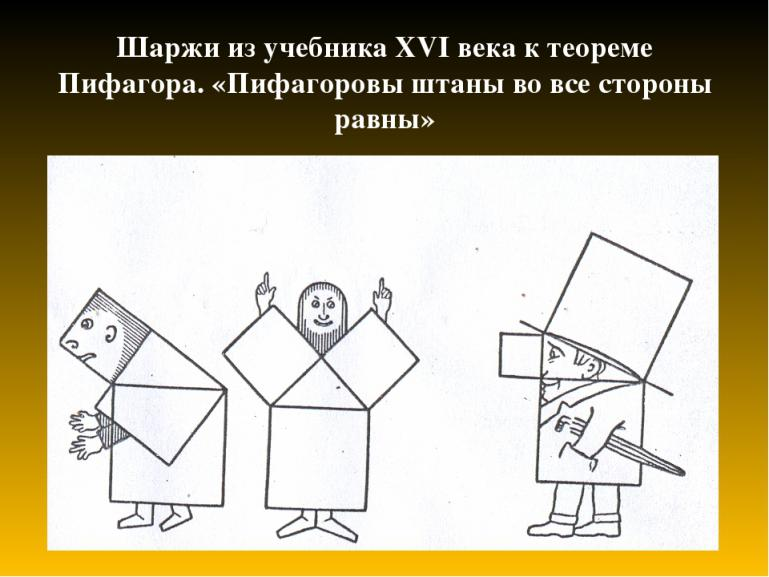 Шаржи из учебника XVI века к теореме
Пифагора. «Пифагоровы штаны во все стороны
равны»